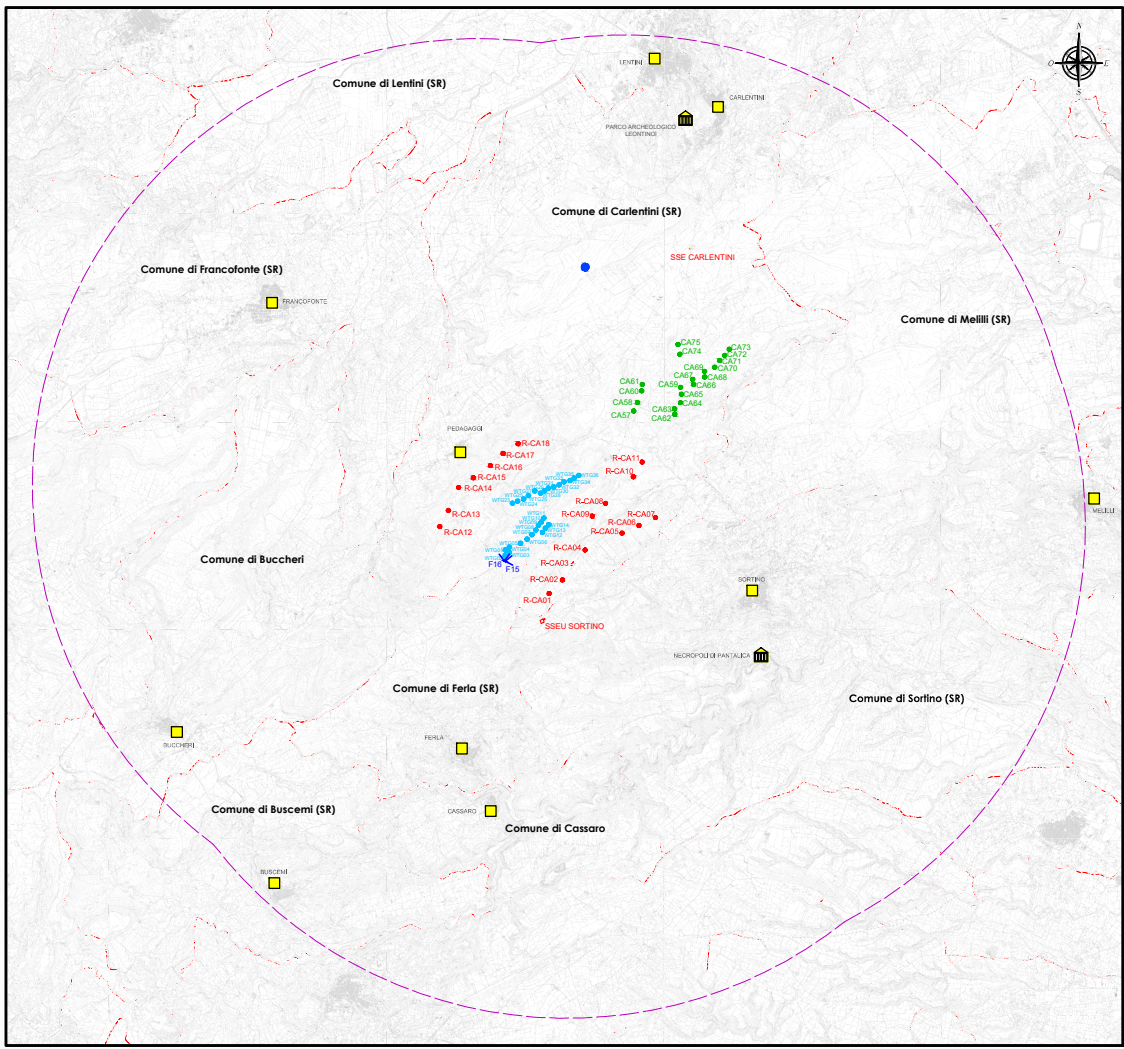 N
O
E
S
LENTINI
Comune di Lentini (SR)
CARLENTINI
PARCO ARCHEOLOGICO
LEONTINOI
Comune di Carlentini (SR)
SSE CARLENTINI
Comune di Francofonte (SR)
FRANCOFONTE
Comune di Melilli (SR)
CA75
CA73
CA74
CA72
CA71
CA70
CA69
CA68
CA67
CA66
CA61
CA59
CA60
CA65
CA58
CA64
CA57
CA63
CA62
PEDAGAGGI
R-CA18
R-CA17
R-CA16
R-CA11
R-CA15
R-CA10
R-CA14
R-CA08
R-CA13
R-CA09
R-CA07
R-CA06
R-CA12
R-CA05
WTG14
WTG13
WTG12
R-CA04
F16
F15
R-CA03
R-CA02
R-CA01
SSEU SORTINO
MELILLI
Comune di Buccheri
SORTINO
NECROPOLI DI PANTALICA
Comune di Ferla (SR)
Comune di Sortino (SR)
BUCCHERI
FERLA
Comune di Buscemi (SR)
CASSARO
Comune di Cassaro
BUSCEMI